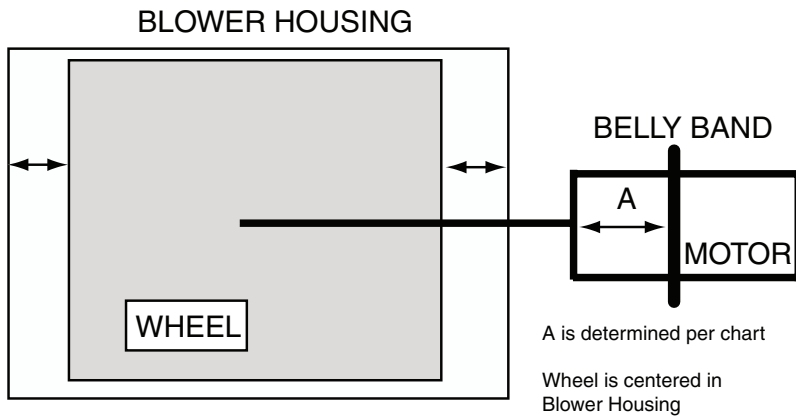 BLOWER HOUSING
BELLY BAND
A
MOTOR
WHEEL
A is determined per chart
Wheel is centered in
Blower Housing